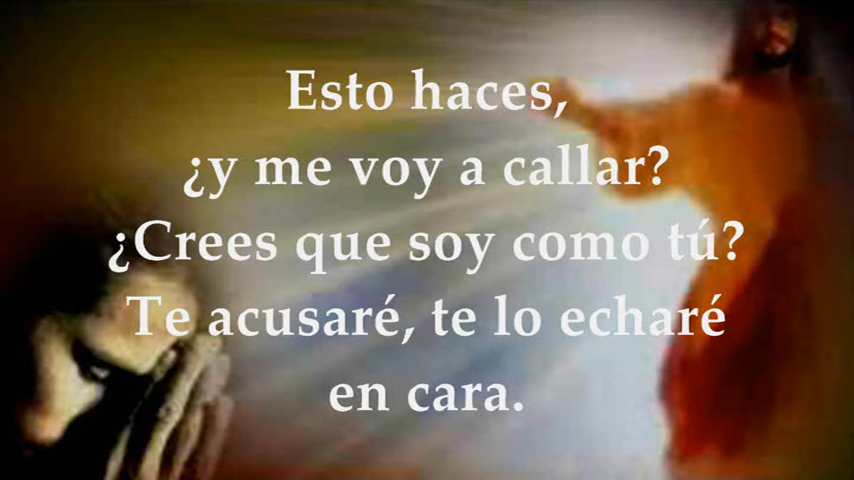 Esto haces,
¿y me voy a callar?
¿Crees que soy como tú?
Te acusaré, te lo echaré
en cara.